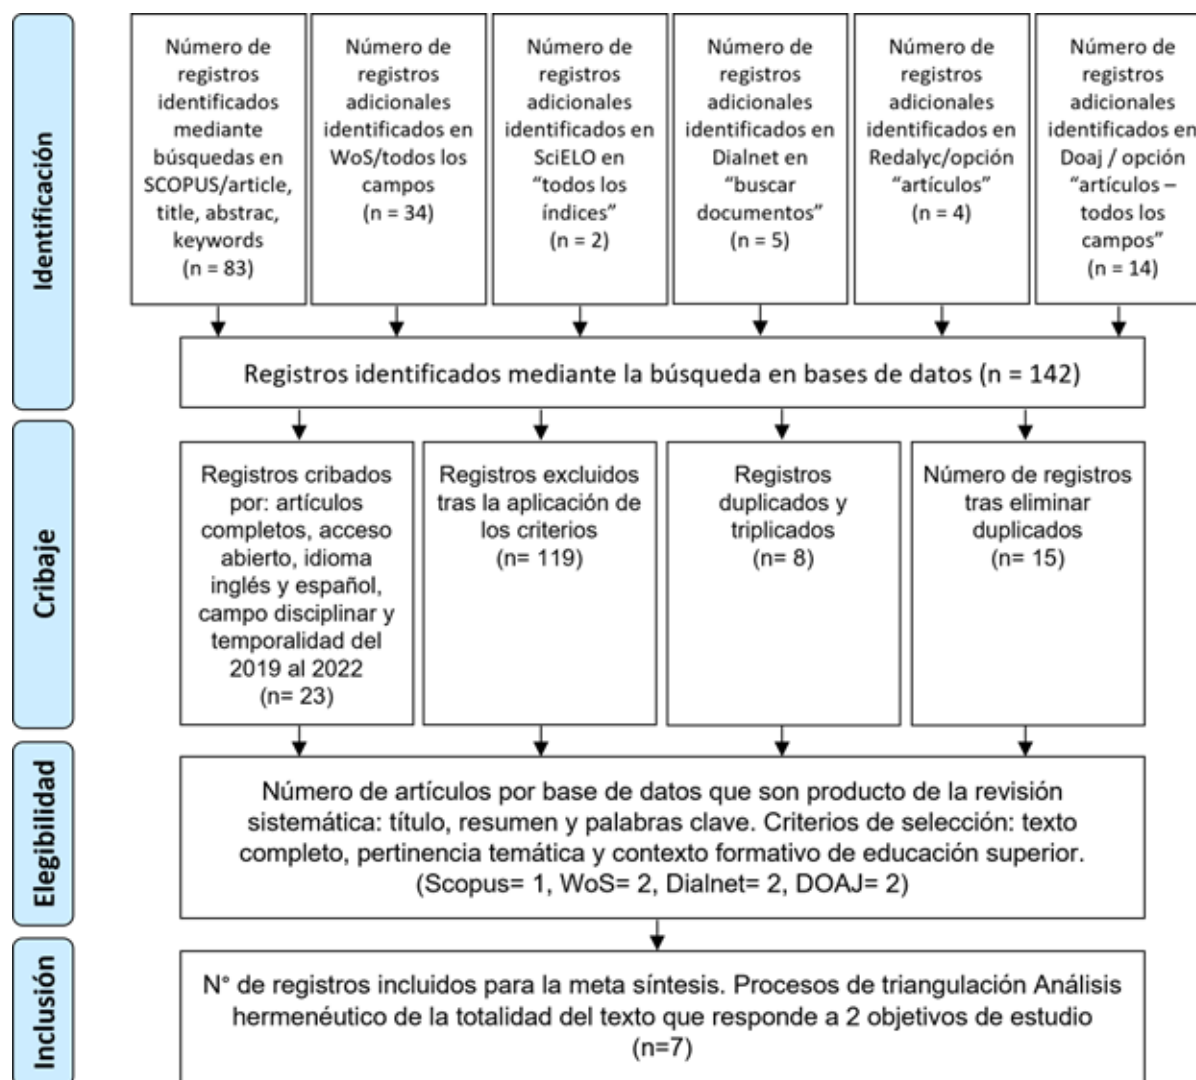 Identificación
Número de
registros
identificados
mediante
búsquedas en
SCOPUS/article,
title, abstrac,
keywords
(n = 83)
Número de
registros
adicionales
identificados en
WoS/todos los
campos
(n = 34)
Número de
registros
adicionales
identificados en
SciELO en
“todos los
índices”
(n = 2)
Número de
registros
adicionales
identificados en
Dialnet en
“buscar
documentos”
(n = 5)
Número de
registros
adicionales
identificados en
Redalyc/opción
“artículos”
(n = 4)
Número de
registros
adicionales
identificados en
Doaj / opción
“artículos –
todos los
campos”
(n = 14)
Registros identificados mediante la búsqueda en bases de datos (n = 142)
Cribaje
Registros cribados
por: artículos
completos, acceso
abierto, idioma
inglés y español,
campo disciplinar y
temporalidad del
2019 al 2022
(n= 23)
Registros excluidos
tras la aplicación de
los criterios
(n= 119)
Registros
duplicados y
triplicados
(n= 8)
Número de registros
tras eliminar
duplicados
(n= 15)
Elegibilidad
Número de artículos por base de datos que son producto de la revisión
sistemática: título, resumen y palabras clave. Criterios de selección: texto
completo, pertinencia temática y contexto formativo de educación superior.
(Scopus= 1, WoS= 2, Dialnet= 2, DOAJ= 2)
Inclusión
N° de registros incluidos para la meta síntesis. Procesos de triangulación Análisis
hermenéutico de la totalidad del texto que responde a 2 objetivos de estudio
(n=7)